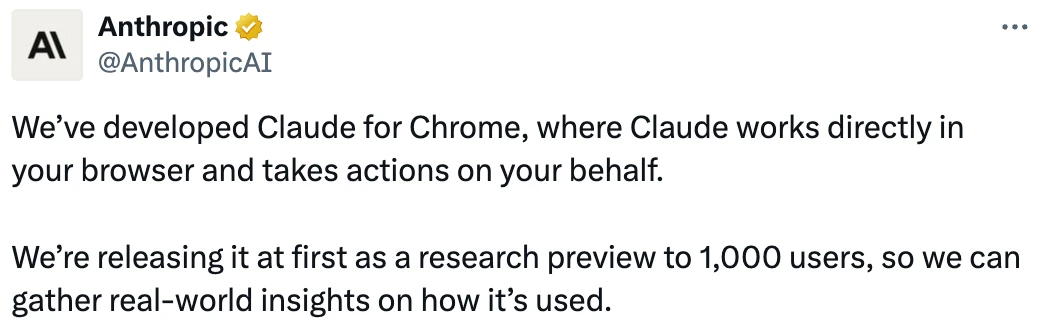 A\
Anthropic
@AnthropicAI
We’ve developed Claude for Chrome, where Claude works directly in
your browser and takes actions on your behalf.
We’re releasing it at first as a research preview to 1,000 users, so we can
gather real-world insights on how it’s used.